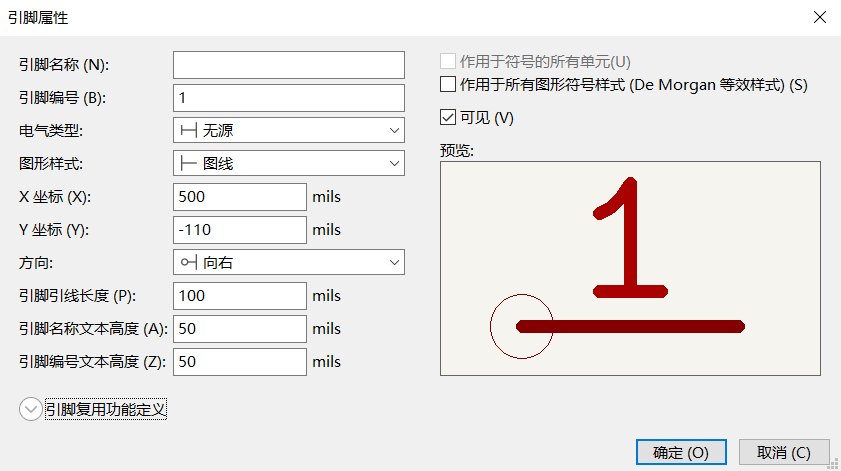 引脚属性
引脚名称 (N):
引脚编号 (B): 1
电气类型: 无源
图形样式: 图线
X 坐标 (X): 500 mils
Y 坐标 (Y): -110 mils
方向: 向右
引脚引线长度 (P): 100 mils
引脚名称文本高度 (A): 50 mils
引脚编号文本高度 (Z): 50 mils
引脚复用功能定义
作用于符号的所有单元(U)
作用于所有图形符号样式 (De Morgan 等效样式) (S)
可见 (V)
预览:
1
确定 (O) 取消 (C)